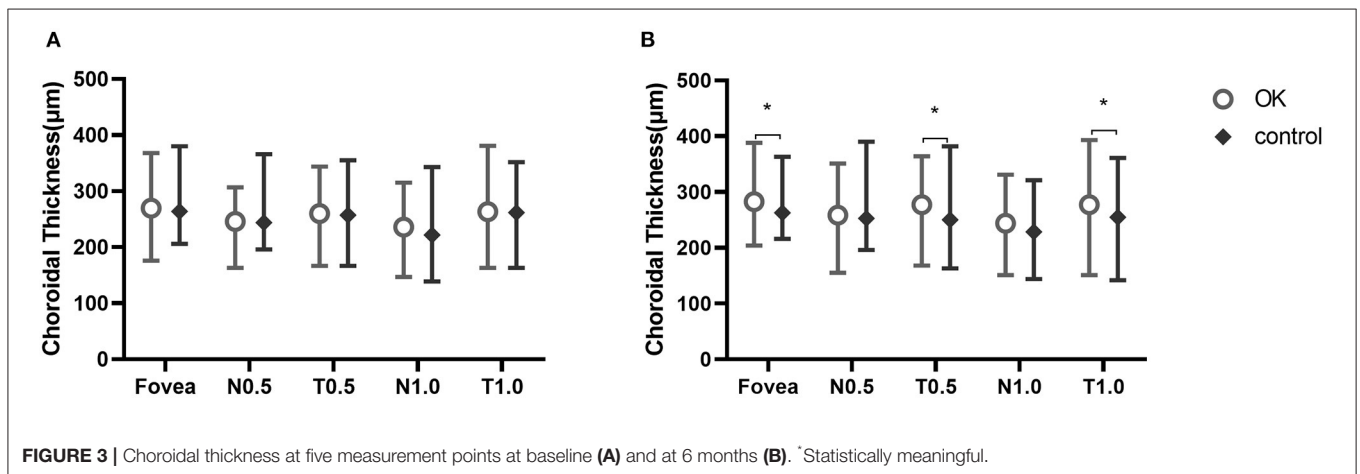 A
Choroidal Thickness(µm)
500
400
300
200
100
0
Fovea N0.5 T0.5 N1.0 T1.0
B
Choroidal Thickness(µm)
500
400
300
200
100
0
* * *
Fovea N0.5 T0.5 N1.0 T1.0
OK
control
FIGURE 3 | Choroidal thickness at five measurement points at baseline (A) and at 6 months (B). *Statistically meaningful.